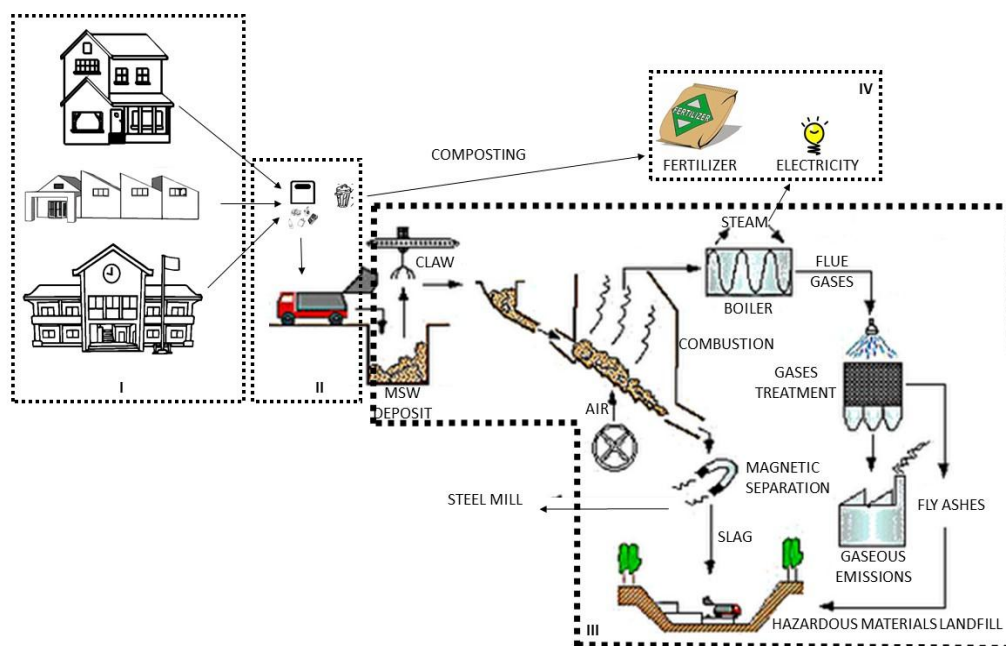 I
II
COMPOSTING
IV
FERTILIZER
FERTILIZER
ELECTRICITY
STEAM
CLAW
FLUE
GASES
BOILER
COMBUSTION
MSW
DEPOSIT
AIR
GASES
TREATMENT
MAGNETIC
SEPARATION
STEEL MILL
FLY ASHES
SLAG
GASEOUS
EMISSIONS
HAZARDOUS MATERIALS LANDFILL
III